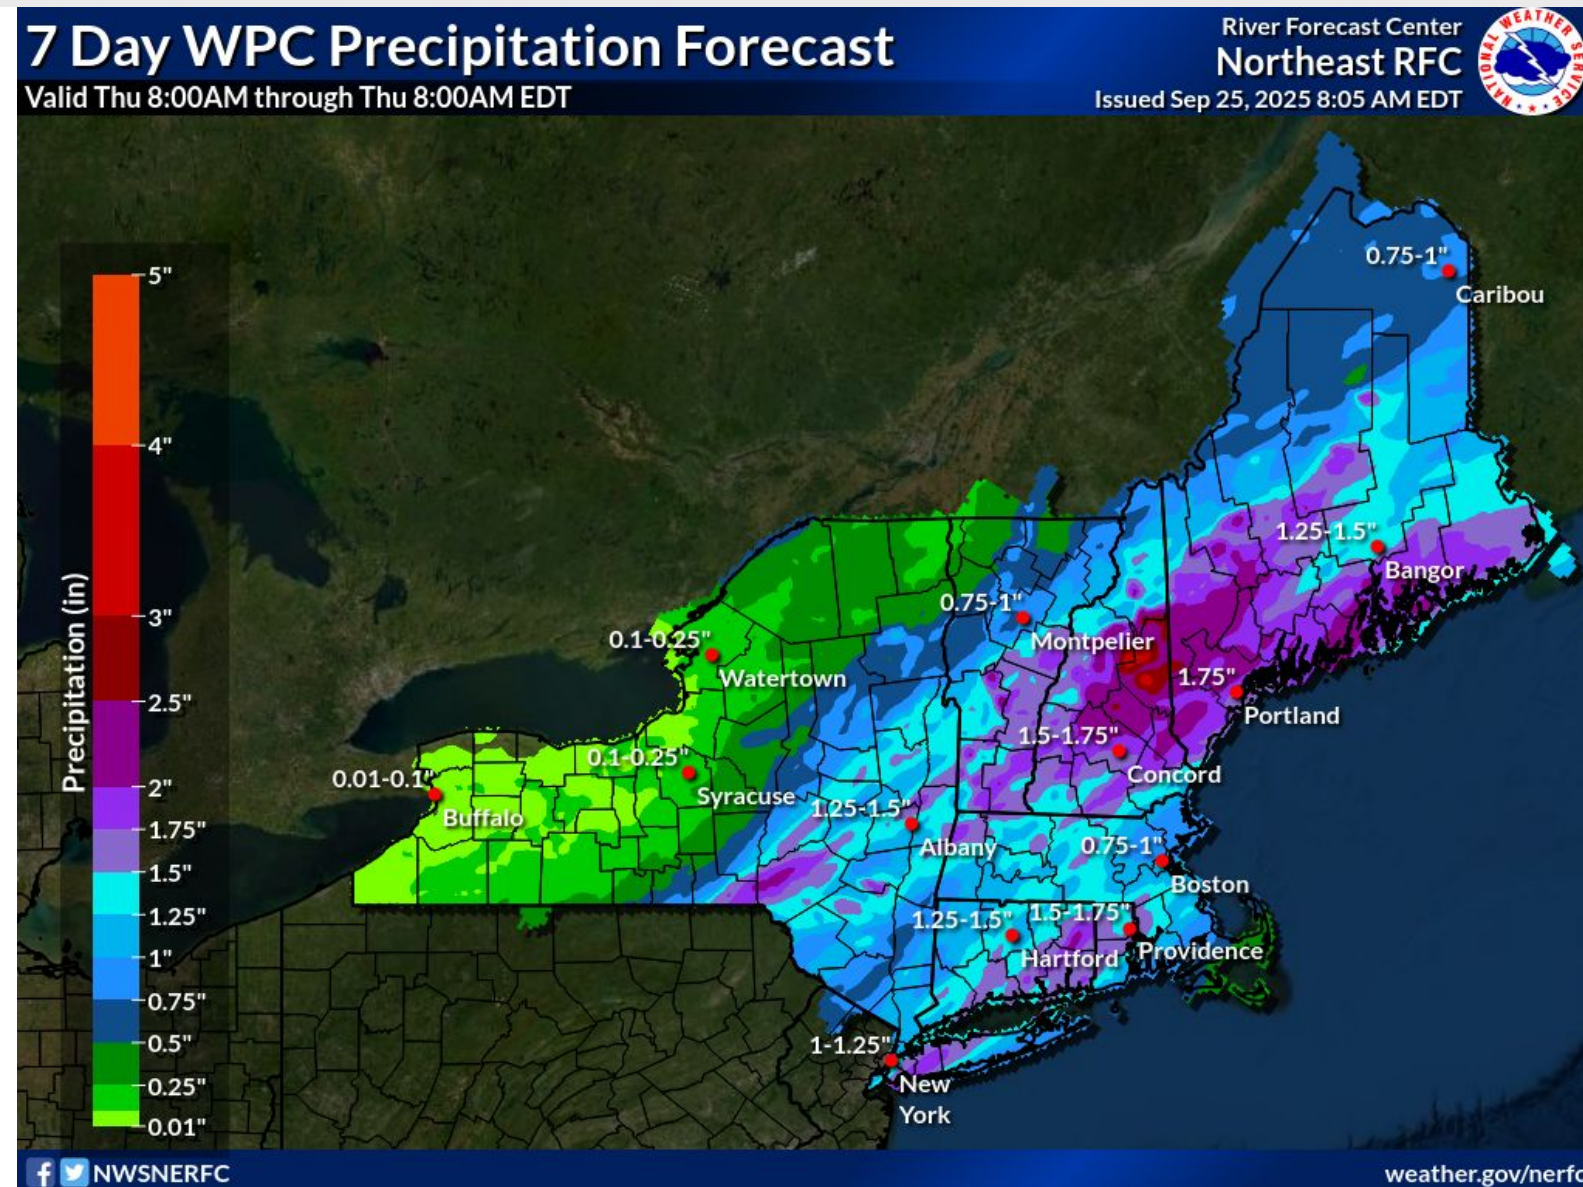 7 Day WPC Precipitation Forecast
Valid Thu 8:00AM through Thu 8:00AM EDT
River Forecast Center
Northeast RFC
Issued Sep 25, 2025 8:05 AM EDT
NATIONAL WEATHER SERVICE
Precipitation (in)
5"
4"
3"
2.5"
2"
1.75"
1.5"
1.25"
1"
0.75"
0.5"
0.25"
0.01"
0.75-1"
Caribou
1.25-1.5"
Bangor
0.75-1"
Montpelier
0.1-0.25"
Watertown
1.75"
Portland
1.5-1.75"
Concord
0.1-0.25"
Syracuse
0.01-0.1"
Buffalo
1.25-1.5"
Albany
0.75-1"
Boston
1.25-1.5"
Hartford
1.5-1.75"
Providence
1-1.25"
New
York
NWSNERFC
weather.gov/nerfc